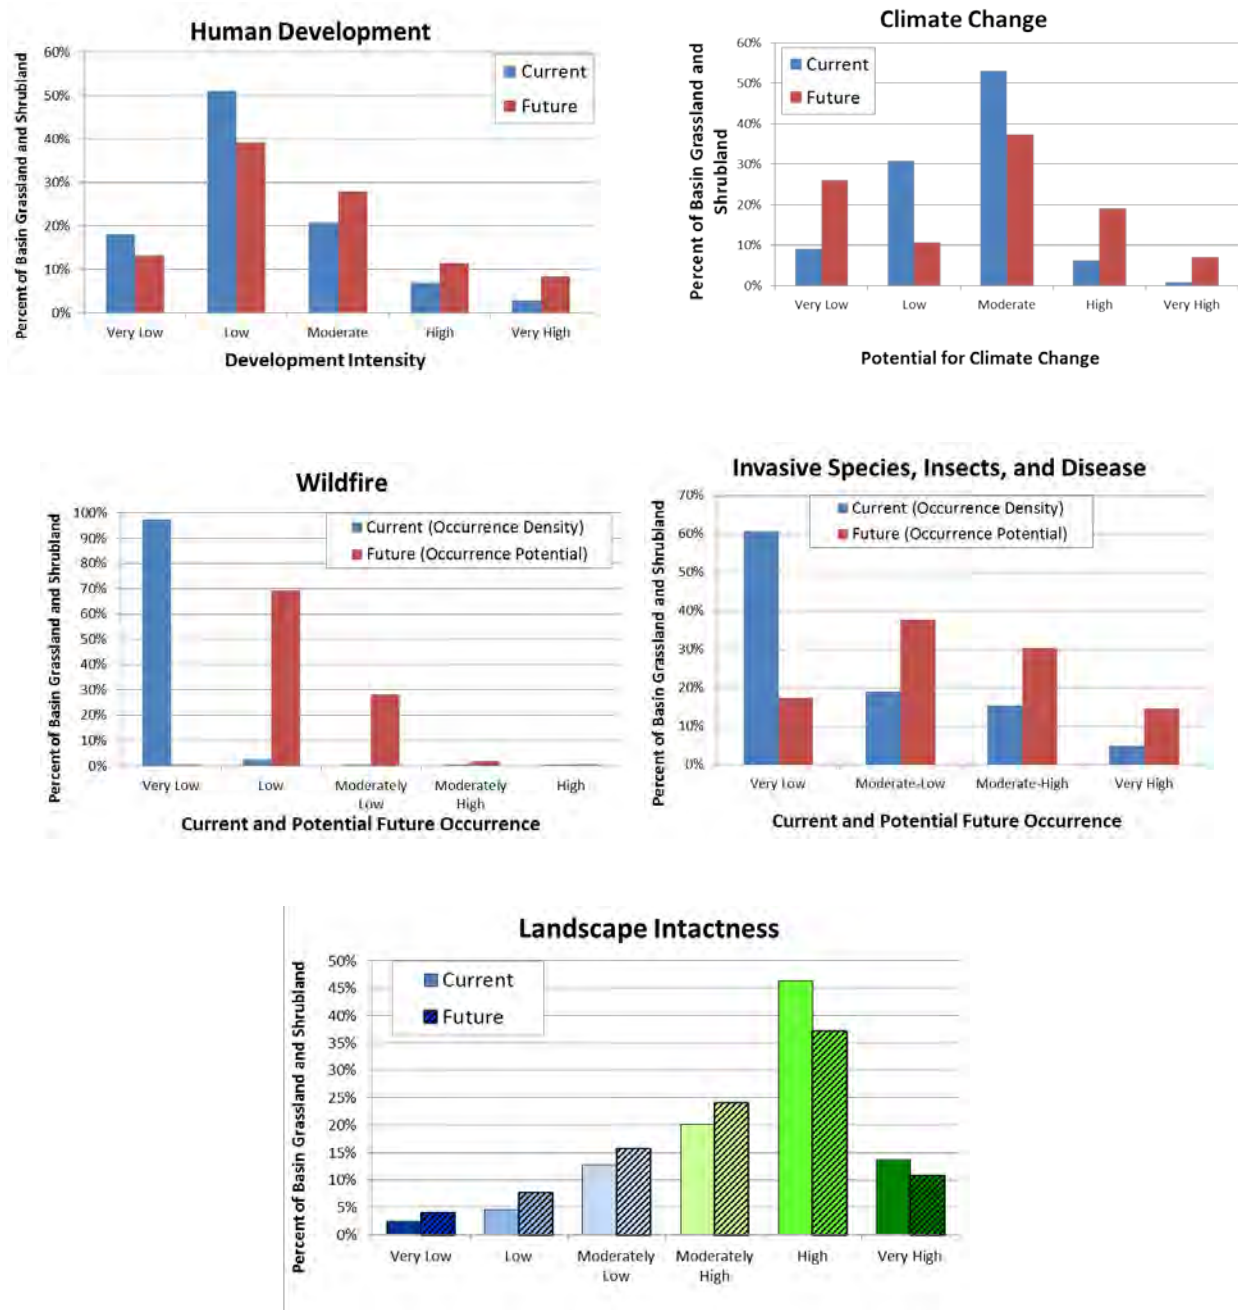 Human Development
Percent of Basin Grassland and Shrubland
60%
50%
40%
30%
20%
10%
0%
Current
Future
Very Low
Low
Moderate
High
Very High
Development Intensity
Climate Change
Percent of Basin Grassland and
Shrubland
60%
50%
40%
30%
20%
10%
0%
Current
Future
Very Low
Low
Moderate
High
Very High
Potential for Climate Change
Wildfire
Percent of Basin Grassland and Shrubland
100%
90%
80%
70%
60%
50%
40%
30%
20%
10%
0%
Current (Occurrence Density)
Future (Occurrence Potential)
Very Low
Low
Moderately
Low
Moderately
High
High
Current and Potential Future Occurrence
Invasive Species, Insects, and Disease
Percent of Basin Grassland and Shrubland
70%
60%
50%
40%
30%
20%
10%
0%
Current (Occurrence Density)
Future (Occurrence Potential)
Very Low
Moderate-Low
Moderate-High
Very High
Current and Potential Future Occurrence
Landscape Intactness
Percent of Basin Grassland and Shrubland
50%
45%
40%
35%
30%
25%
20%
15%
10%
5%
0%
Current
Future
Very Low
Low
Moderately
Low
Moderately
High
High
Very High